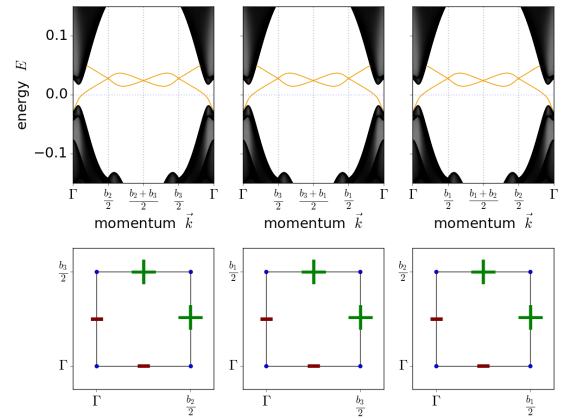 energy E
0.1
0.0
−0.1
Γ b₂/2 (b₂ + b₃)/2 b₃/2 Γ
Γ b₃/2 (b₃ + b₁)/2 b₁/2 Γ
Γ b₁/2 (b₁ + b₂)/2 b₂/2 Γ
momentum k⃗
momentum k⃗
momentum k⃗
b₃/2
Γ
Γ b₂/2
b₁/2
Γ
Γ b₃/2
b₂/2
Γ
Γ b₁/2